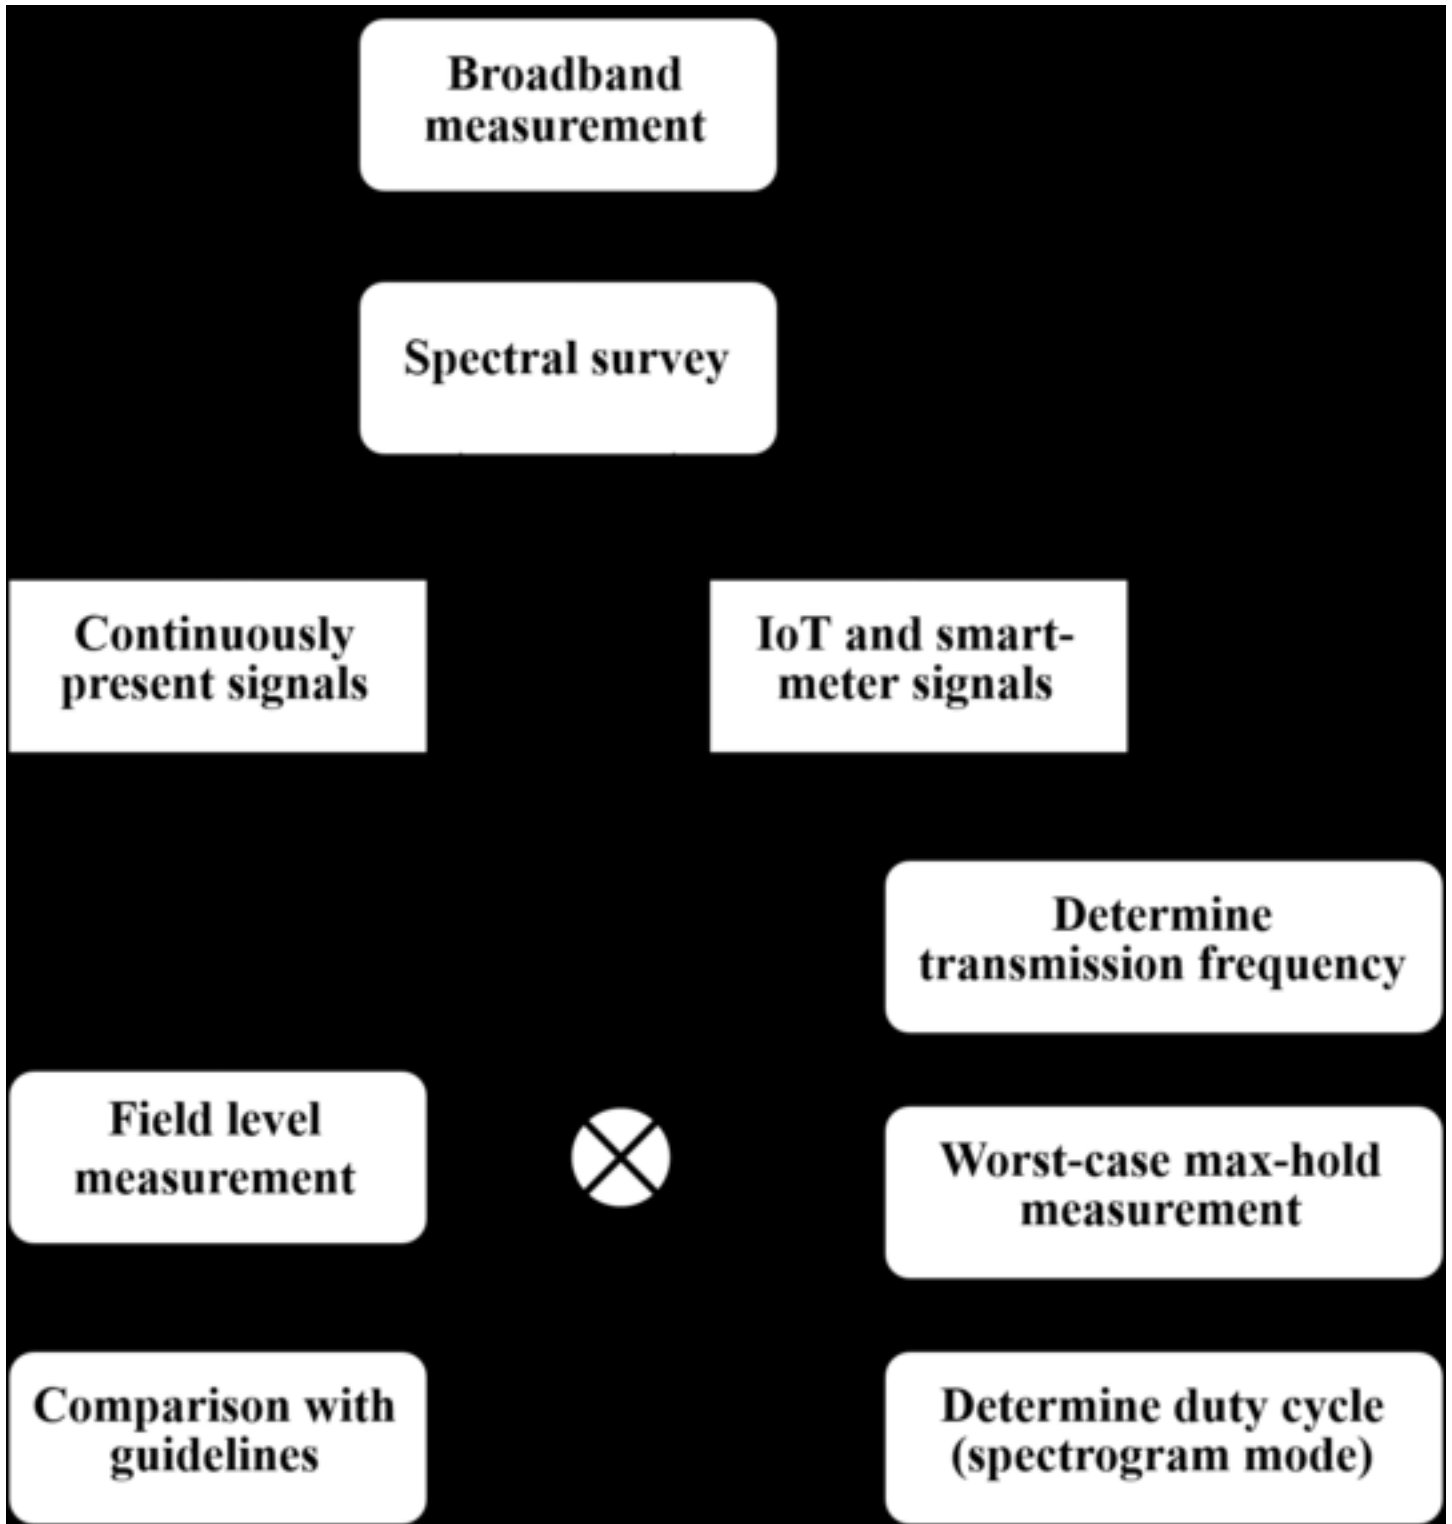 Broadband
measurement
Spectral survey
Continuously
present signals
IoT and smart-
meter signals
Determine
transmission frequency
Field level
measurement
Worst-case max-hold
measurement
Comparison with
guidelines
Determine duty cycle
(spectrogram mode)